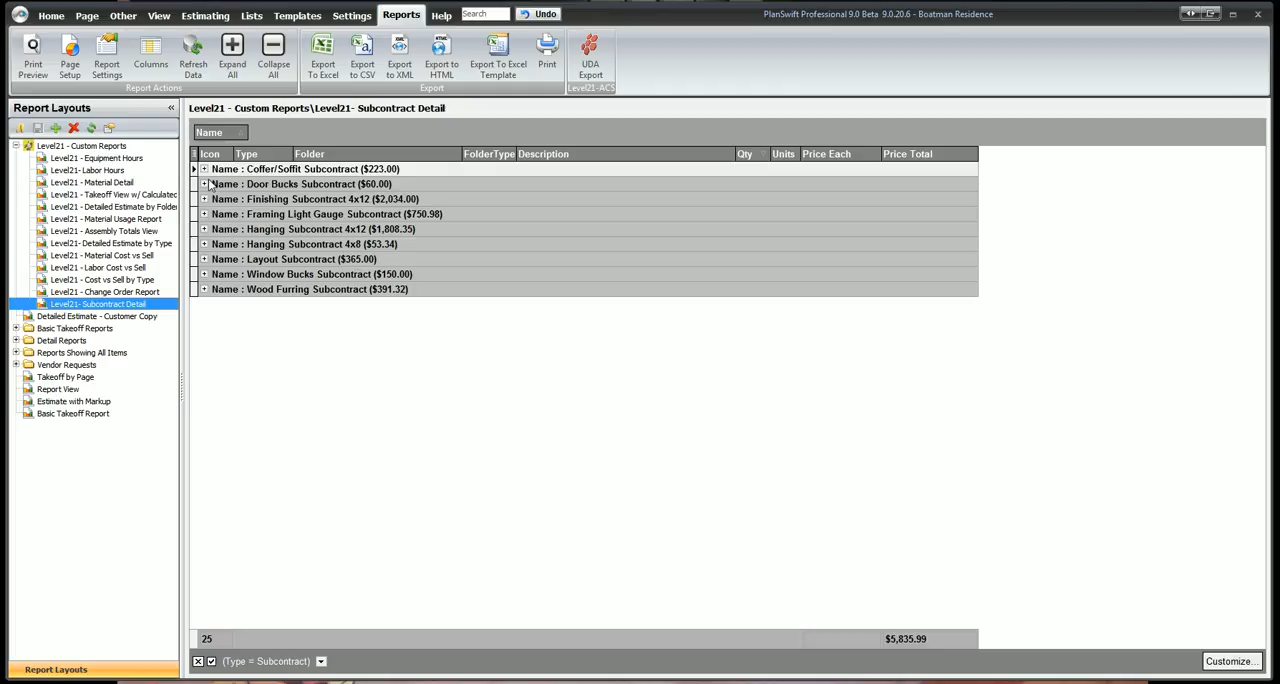 Home Page Other View Estimating Lists Templates Settings Reports Help Search Undo PlanSwift Professional 9.0 Beta 9.0.20.6 - Boatman Residence
Print Preview Page Setup Report Settings Columns Refresh Data Expand All Collapse All Export To Excel Export to CSV Export to XML Export to HTML Export To Excel Template Print UDA Export
Report Actions Export Level21-ACS
Report Layouts «
Level21 - Custom Reports\Level21- Subcontract Detail
Name
Level21 - Custom Reports
Level21 - Equipment Hours
Level21- Labor Hours
Level21 - Material Detail
Level21 - Takeoff View w/ Calculated
Level21 - Detailed Estimate by Folder
Level21 - Material Usage Report
Level21 - Assembly Totals View
Level21- Detailed Estimate by Type
Level21 - Material Cost vs Sell
Level21 - Labor Cost vs Sell
Level21 - Cost vs Sell by Type
Level21 - Change Order Report
Level21- Subcontract Detail
Detailed Estimate - Customer Copy
Basic Takeoff Reports
Detail Reports
Reports Showing All Items
Vendor Requests
Takeoff by Page
Report View
Estimate with Markup
Basic Takeoff Report
Report Layouts
Icon Type Folder FolderType Description Qty Units Price Each Price Total
Name : Coffer/Soffit Subcontract ($223.00)
Name : Door Bucks Subcontract ($60.00)
Name : Finishing Subcontract 4x12 ($2,034.00)
Name : Framing Light Gauge Subcontract ($750.98)
Name : Hanging Subcontract 4x12 ($1,808.35)
Name : Hanging Subcontract 4x8 ($53.34)
Name : Layout Subcontract ($365.00)
Name : Window Bucks Subcontract ($150.00)
Name : Wood Furring Subcontract ($391.32)
25 $5,835.99
(Type = Subcontract) Customize...